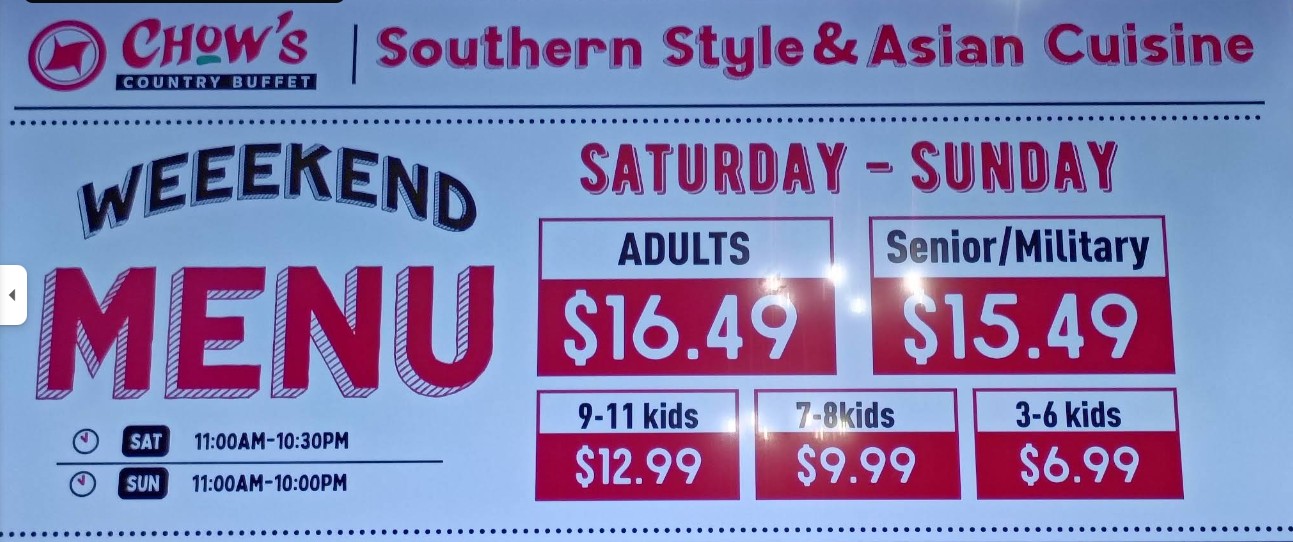 CHOW'S
COUNTRY BUFFET
Southern Style & Asian Cuisine
WEEEKEND
MENU
SAT 11:00AM-10:30PM
SUN 11:00AM-10:00PM
SATURDAY - SUNDAY
ADULTS
$16.49
Senior/Military
$15.49
9-11 kids
$12.99
7-8kids
$9.99
3-6 kids
$6.99